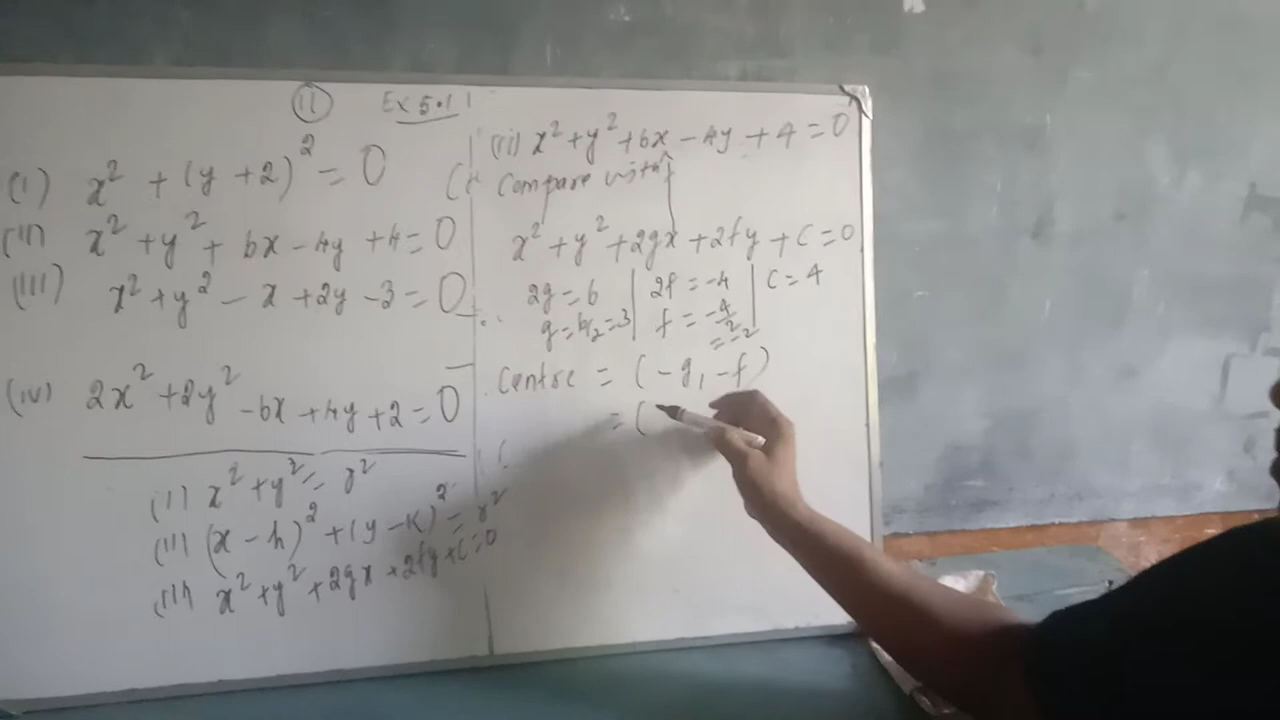 11 Ex 5.1
(i) x² + (y + 2)² = 0
(ii) x² + y² + 6x - 4y + 4 = 0
(iii) x² + y² - x + 2y - 3 = 0
(iv) 2x² + 2y² - 6x + 4y + 2 = 0
(i) x² + y² = r²
(ii) (x - h)² + (y - k)² = r²
(iii) x² + y² + 2gx + 2fy + c = 0
(ii) x² + y² + 6x - 4y + 4 = 0
Compare with
x² + y² + 2gx + 2fy + c = 0
2g = 6 | 2f = -4 | c = 4
g = 6/2 = 3 | f = -4/2
= -2
Centre = (-g, -f)
= (